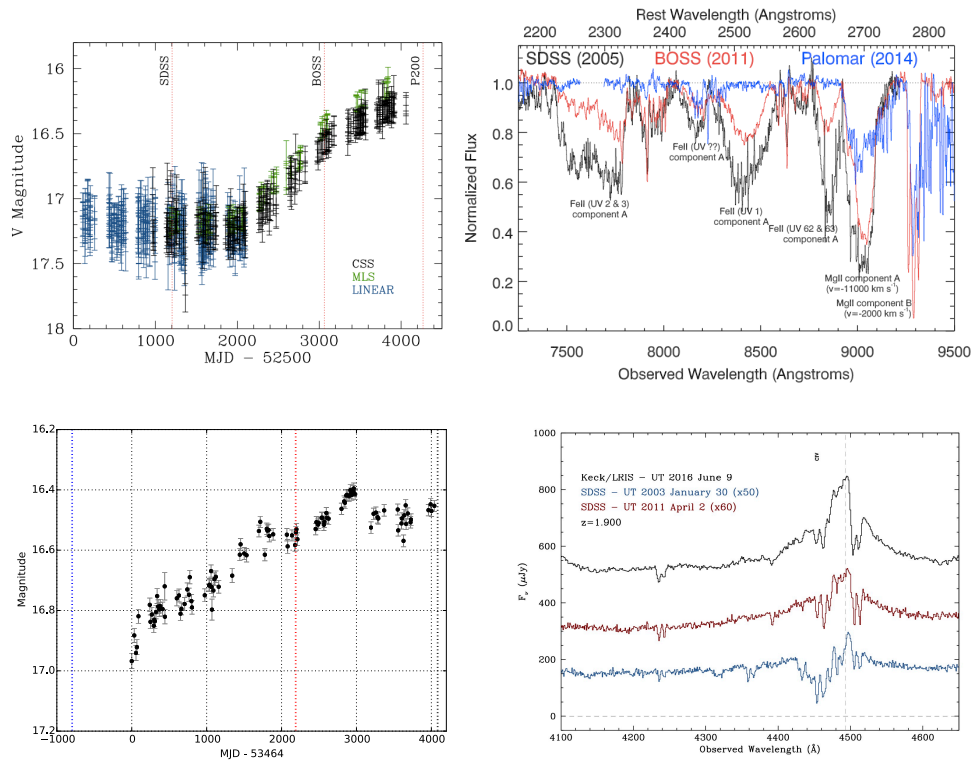 16
16.5
17
17.5
18
V Magnitude
SDSS
BOSS
P200
CSS
MLS
LINEAR
0 1000 2000 3000 4000
MJD − 52500
Rest Wavelength (Angstroms)
2200 2300 2400 2500 2600 2700 2800
SDSS (2005) BOSS (2011) Palomar (2014)
1.0
0.8
0.6
0.4
0.2
0.0
Normalized Flux
FeII (UV ??)
component A
FeII (UV 2 & 3)
component A
FeII (UV 1)
component A
FeII (UV 62 & 63)
component A
MgII component A
(v=-11000 km s⁻¹)
MgII component B
(v=-2000 km s⁻¹)
7500 8000 8500 9000 9500
Observed Wavelength (Angstroms)
16.2
16.4
16.6
16.8
17.0
17.2
Magnitude
−1000 0 1000 2000 3000 4000
MJD - 53464
1000
800
600
400
200
0
F_ν (μJy)
Keck/LRIS − UT 2016 June 9
SDSS − UT 2003 January 30 (x50)
SDSS − UT 2011 April 2 (x60)
z=1.900
4100 4200 4300 4400 4500 4600
Observed Wavelength (Å)